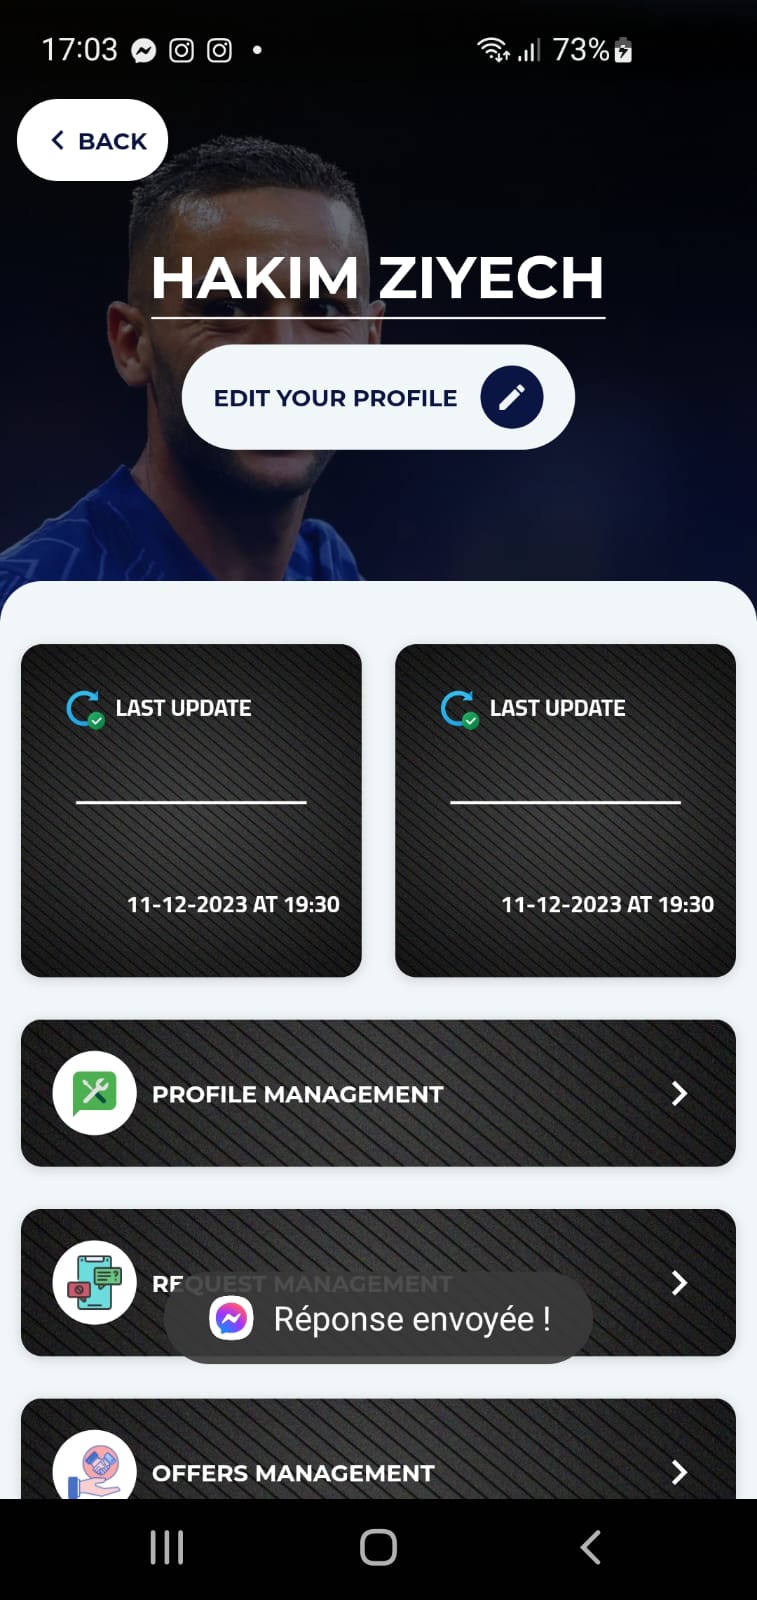 17:03 73%
BACK
HAKIM ZIYECH
EDIT YOUR PROFILE
LAST UPDATE
11-12-2023 AT 19:30
LAST UPDATE
11-12-2023 AT 19:30
PROFILE MANAGEMENT
REQUEST MANAGEMENT
Réponse envoyée !
OFFERS MANAGEMENT